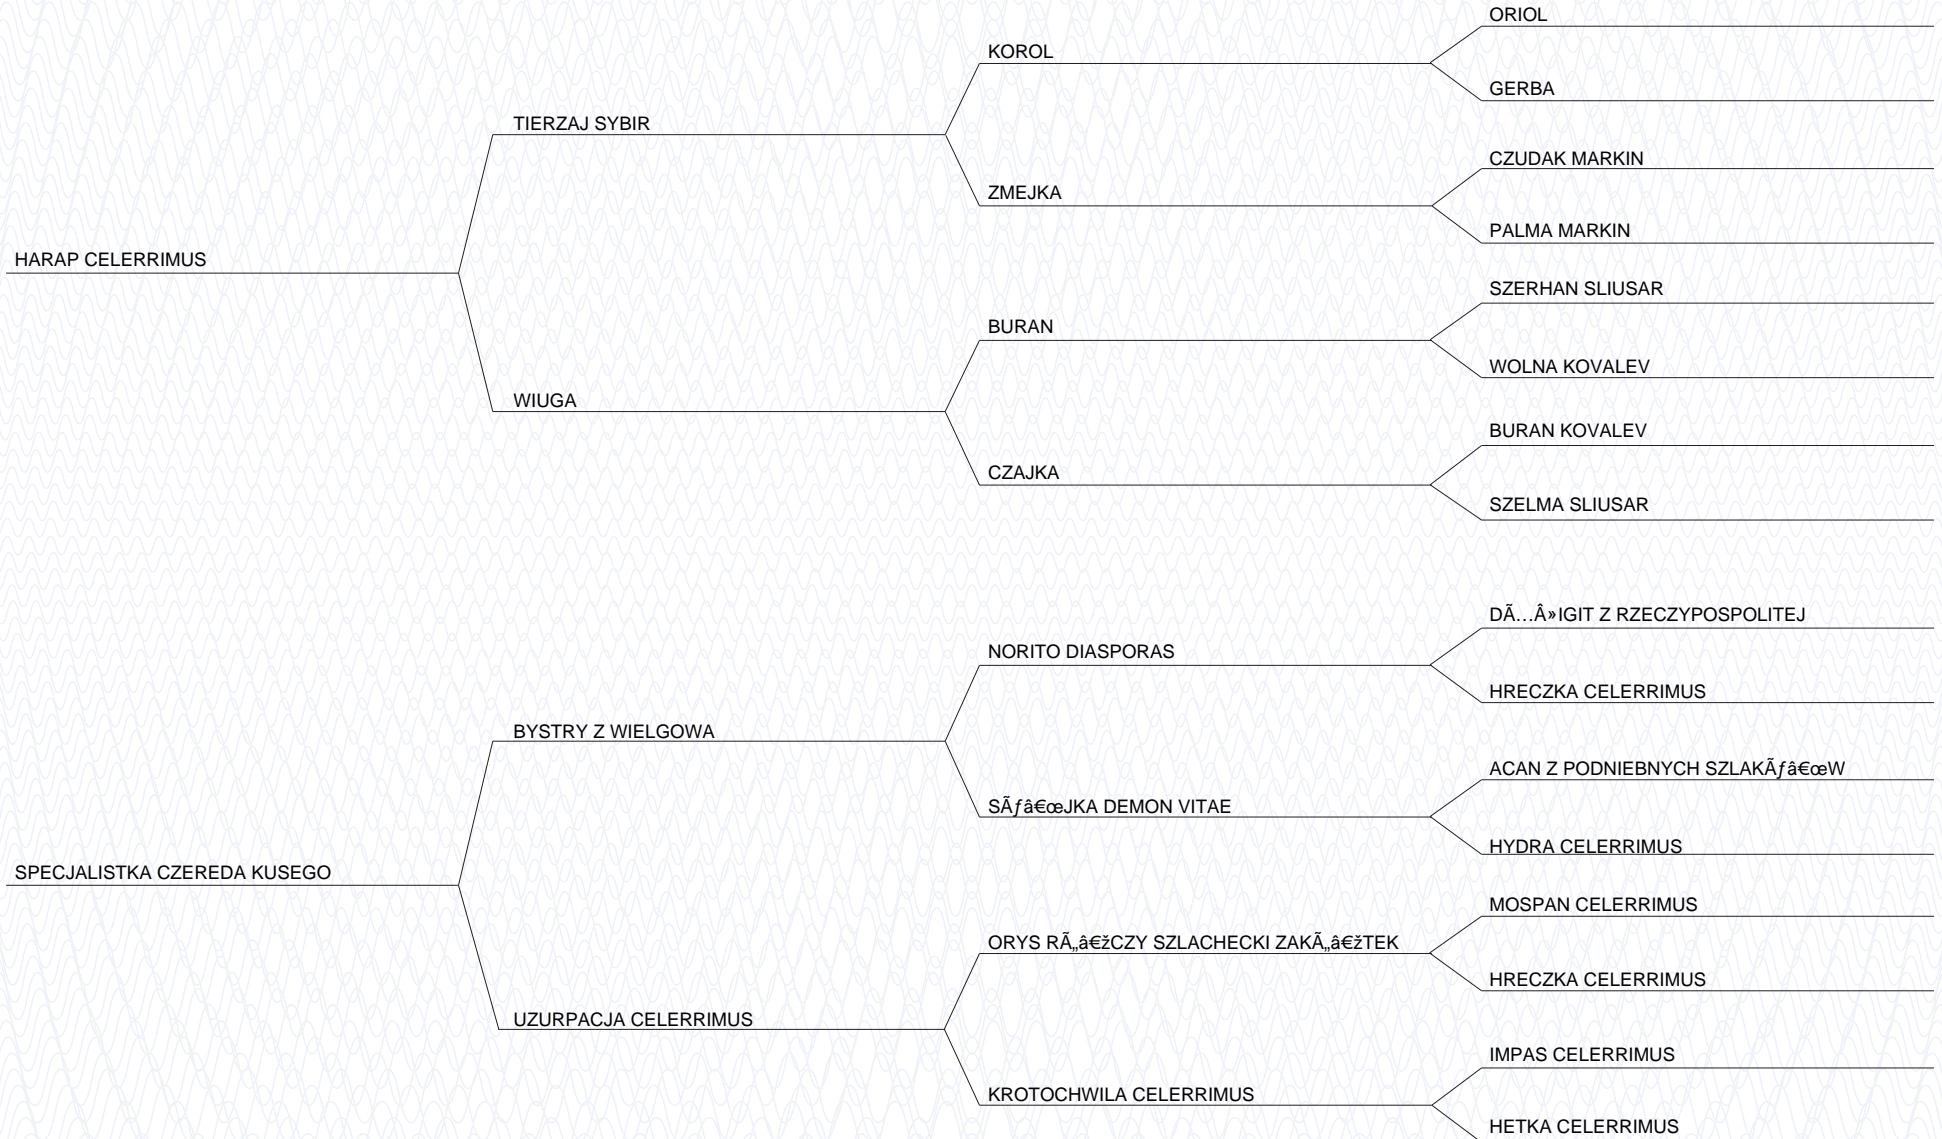 ORIOL
KOROL
GERBA
TIERZAJ SYBIR
CZUDAK MARKIN
ZMEJKA
PALMA MARKIN
HARAP CELERRIMUS
SZERHAN SLIUSAR
BURAN
WOLNA KOVALEV
WIUGA
BURAN KOVALEV
CZAJKA
SZELMA SLIUSAR
DÃ…Â»IGIT Z RZECZYPOSPOLITEJ
NORITO DIASPORAS
HRECZKA CELERRIMUS
BYSTRY Z WIELGOWA
ACAN Z PODNIEBNYCH SZLAKÃƒâ€œW
SÃƒâ€œJKA DEMON VITAE
HYDRA CELERRIMUS
SPECJALISTKA CZEREDA KUSEGO
MOSPAN CELERRIMUS
ORYS RÃ„â€žCZY SZLACHECKI ZAKÃ„â€žTEK
HRECZKA CELERRIMUS
UZURPACJA CELERRIMUS
IMPAS CELERRIMUS
KROTOCHWILA CELERRIMUS
HETKA CELERRIMUS